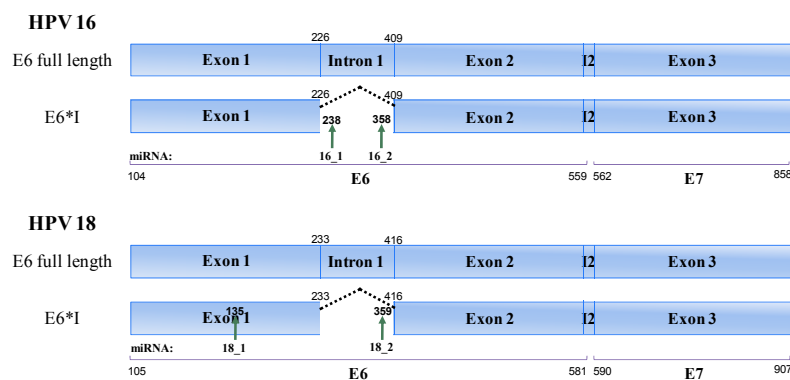 HPV 16
226 409
E6 full length Exon 1 Intron 1 Exon 2 I2 Exon 3
226 409
E6*I Exon 1 Exon 2 I2 Exon 3
238 358
miRNA: 16_1 16_2
104 E6 559 562 E7 858
HPV 18
233 416
E6 full length Exon 1 Intron 1 Exon 2 I2 Exon 3
233 416
E6*I Exon 1 135 359 Exon 2 I2 Exon 3
miRNA: 18_1 18_2
105 E6 581 590 E7 907